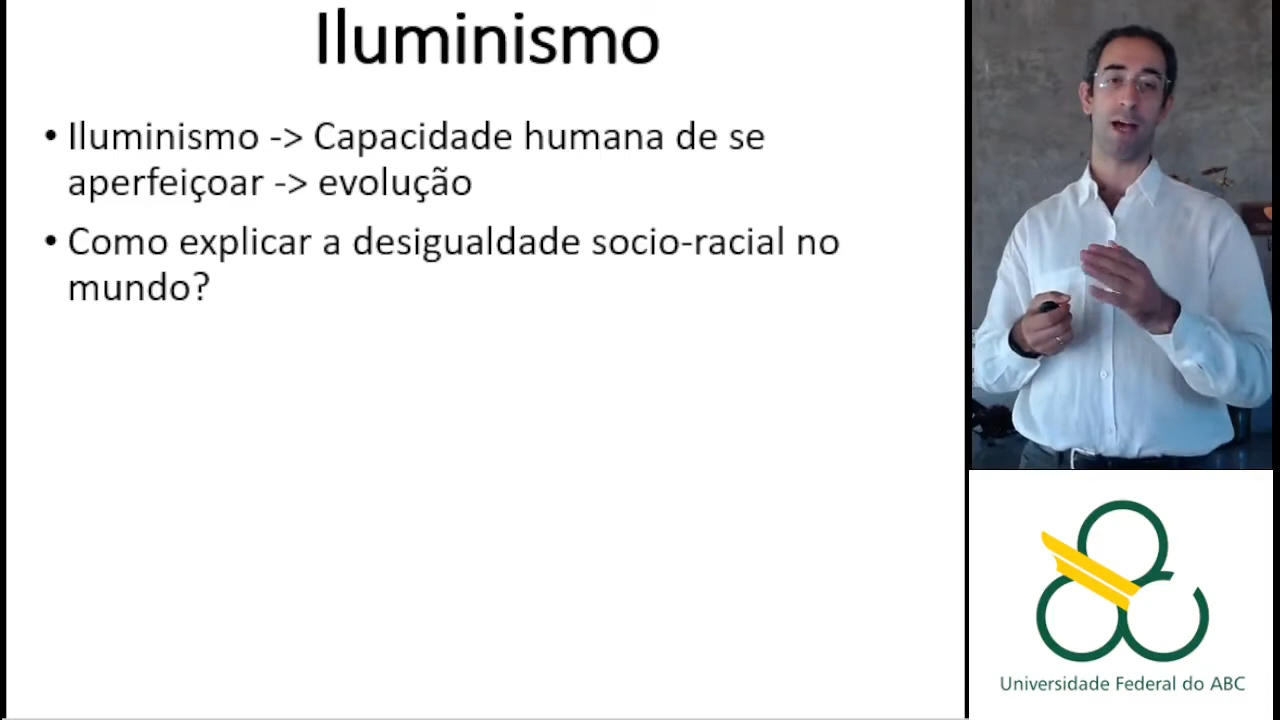 Iluminismo
• Iluminismo -> Capacidade humana de se
aperfeiçoar -> evolução
• Como explicar a desigualdade socio-racial no
mundo?
Universidade Federal do ABC